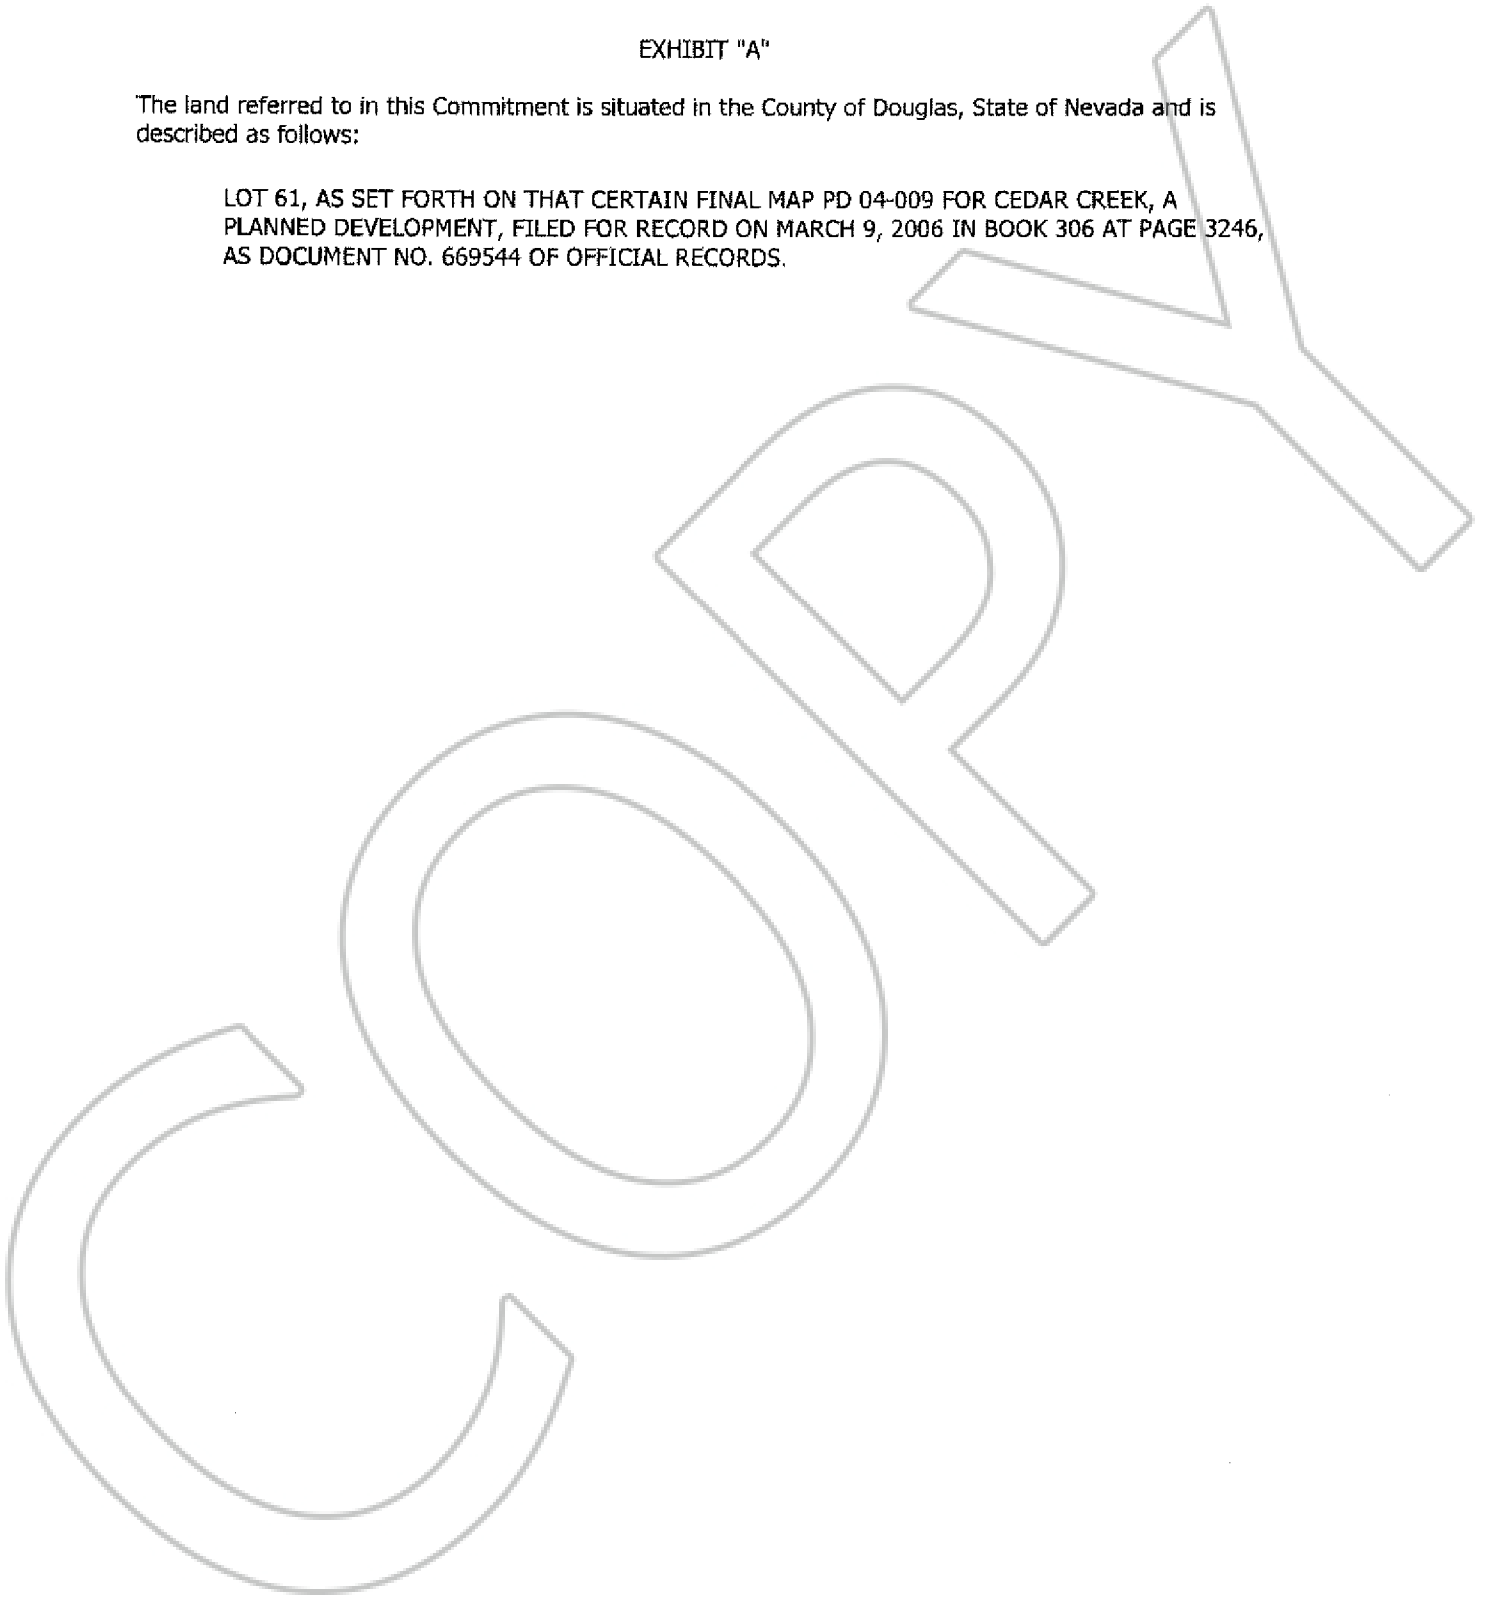 EXHIBIT "A"
The land referred to in this Commitment is situated in the County of Douglas, State of Nevada and is
described as follows:
LOT 61, AS SET FORTH ON THAT CERTAIN FINAL MAP PD 04-009 FOR CEDAR CREEK, A
PLANNED DEVELOPMENT, FILED FOR RECORD ON MARCH 9, 2006 IN BOOK 306 AT PAGE 3246,
AS DOCUMENT NO. 669544 OF OFFICIAL RECORDS.
COPY